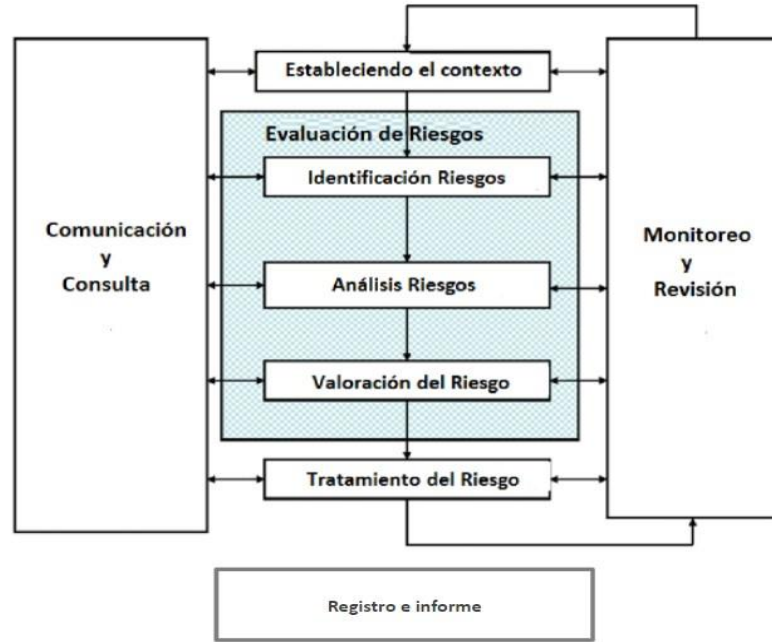 Estableciendo el contexto
Evaluación de Riesgos
Identificación Riesgos
Comunicación
y
Consulta
Monitoreo
y
Revisión
Análisis Riesgos
Valoración del Riesgo
Tratamiento del Riesgo
Registro e informe